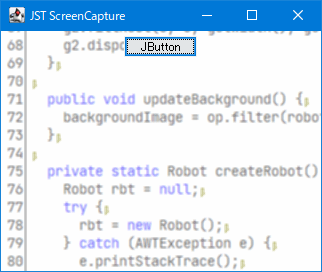 JST ScreenCapture
68 g2.dispo
JButton
69 }
70
71 public void updateBackground() {
72 backgroundImage = op.filter(robo
73 }
74
75 private static Robot createRobot()
76 Robot rbt = null;
77 try {
78 rbt = new Robot();
79 } catch (AWTException e) {
80 e.printStackTrace();